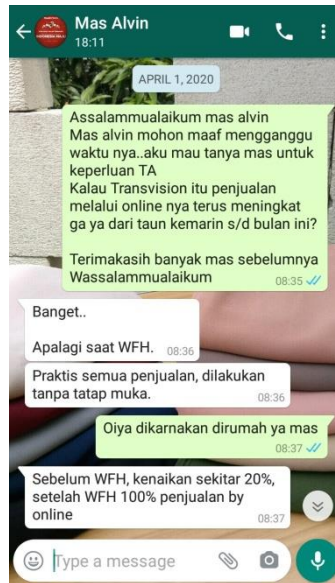 Mas Alvin
18:11
APRIL 1, 2020
Assalammualaikum mas alvin
Mas alvin mohon maaf mengganggu
waktu nya..aku mau tanya mas untuk
keperluan TA
Kalau Transvision itu penjualan
melalui online nya terus meningkat
ga ya dari taun kemarin s/d bulan ini?
Terimakasih banyak mas sebelumnya
Wassalammualaikum
08:35
Banget..
Apalagi saat WFH. 08:36
Praktis semua penjualan, dilakukan
tanpa tatap muka. 08:36
Oiya dikarnakan dirumah ya mas
08:37
Sebelum WFH, kenaikan sekitar 20%,
setelah WFH 100% penjualan by
online 08:37
Type a message